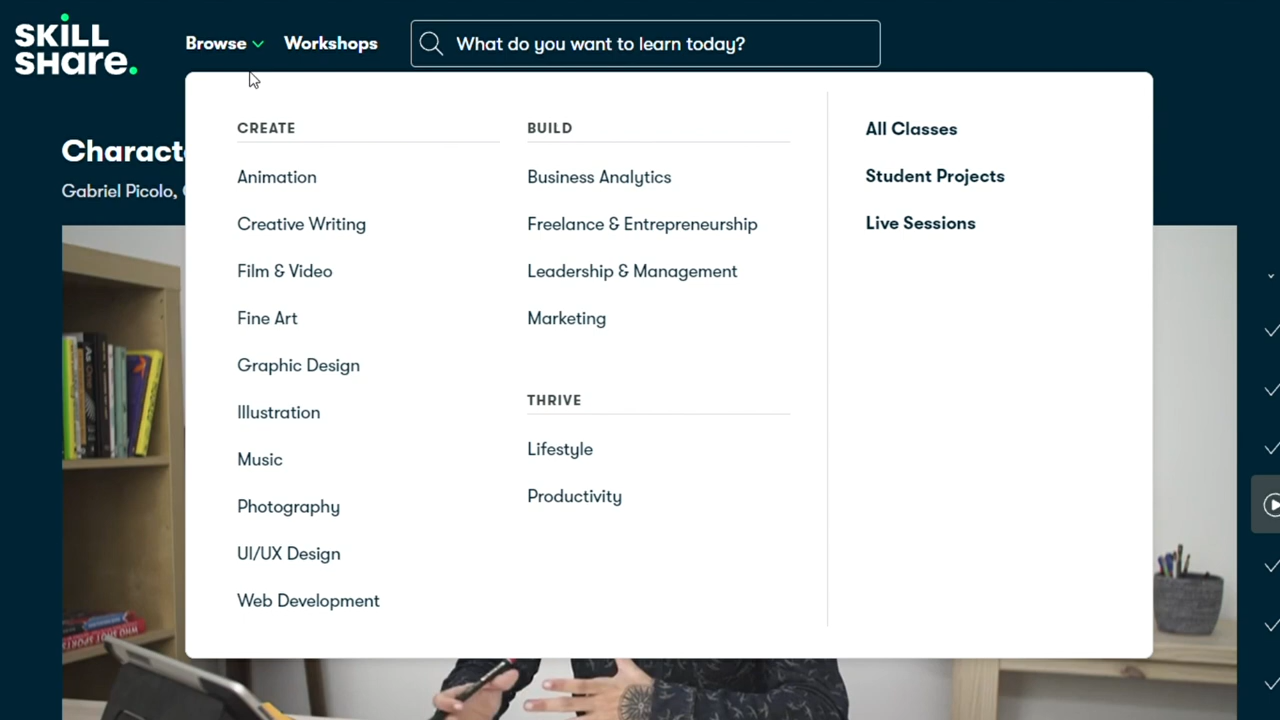 SKiLL
SHare.
Browse
Workshops
What do you want to learn today?
Gabriel Picolo,
CREATE
Animation
Creative Writing
Film & Video
Fine Art
Graphic Design
Illustration
Music
Photography
UI/UX Design
Web Development
BUILD
Business Analytics
Freelance & Entrepreneurship
Leadership & Management
Marketing
THRIVE
Lifestyle
Productivity
All Classes
Student Projects
Live Sessions